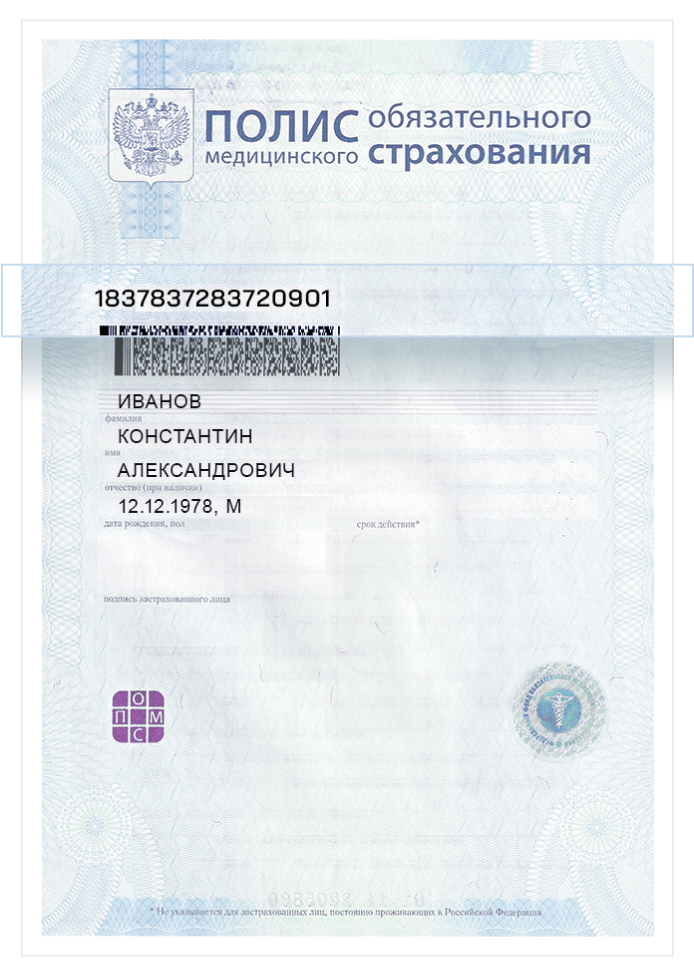 ПОЛИС обязательного
медицинского страхования
1837837283720901
ИВАНОВ
фамилия
КОНСТАНТИН
имя
АЛЕКСАНДРОВИЧ
отчество (при наличии)
12.12.1978, М
дата рождения, пол
срок действия*
подпись застрахованного лица
О
П М
С
* Не указывается для застрахованных лиц, постоянно проживающих в Российской Федерации